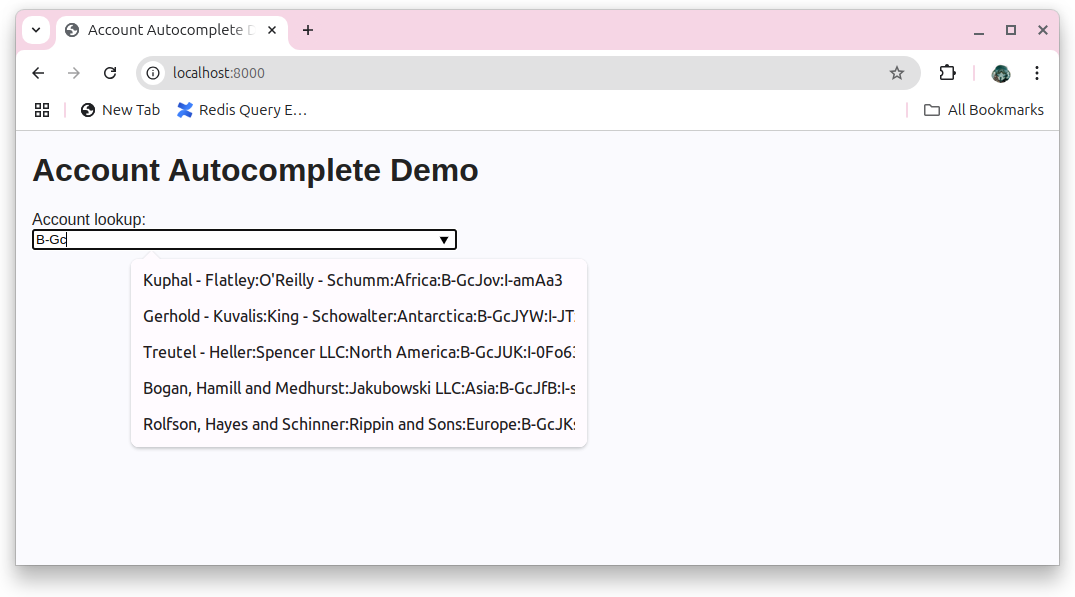 Account Autocomplete D
localhost:8000
New Tab
Redis Query E…
All Bookmarks
Account Autocomplete Demo
Account lookup:
B-Gc
Kuphal - Flatley:O'Reilly - Schumm:Africa:B-GcJov:I-amAa3
Gerhold - Kuvalis:King - Schowalter:Antarctica:B-GcJYW:I-JT
Treutel - Heller:Spencer LLC:North America:B-GcJUK:I-0Fo63
Bogan, Hamill and Medhurst:Jakubowski LLC:Asia:B-GcJfB:I-s
Rolfson, Hayes and Schinner:Rippin and Sons:Europe:B-GcJKs